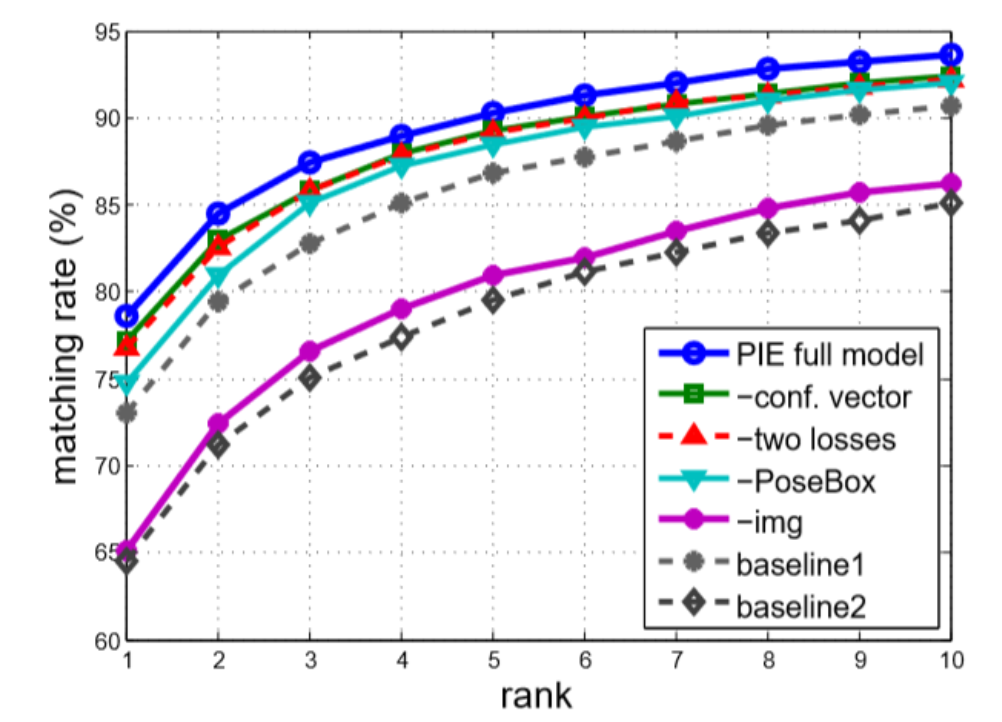 95
90
85
80
75
70
65
60
matching rate (%)
PIE full model
−conf. vector
−two losses
−PoseBox
−img
baseline1
baseline2
1 2 3 4 5 6 7 8 9 10
rank